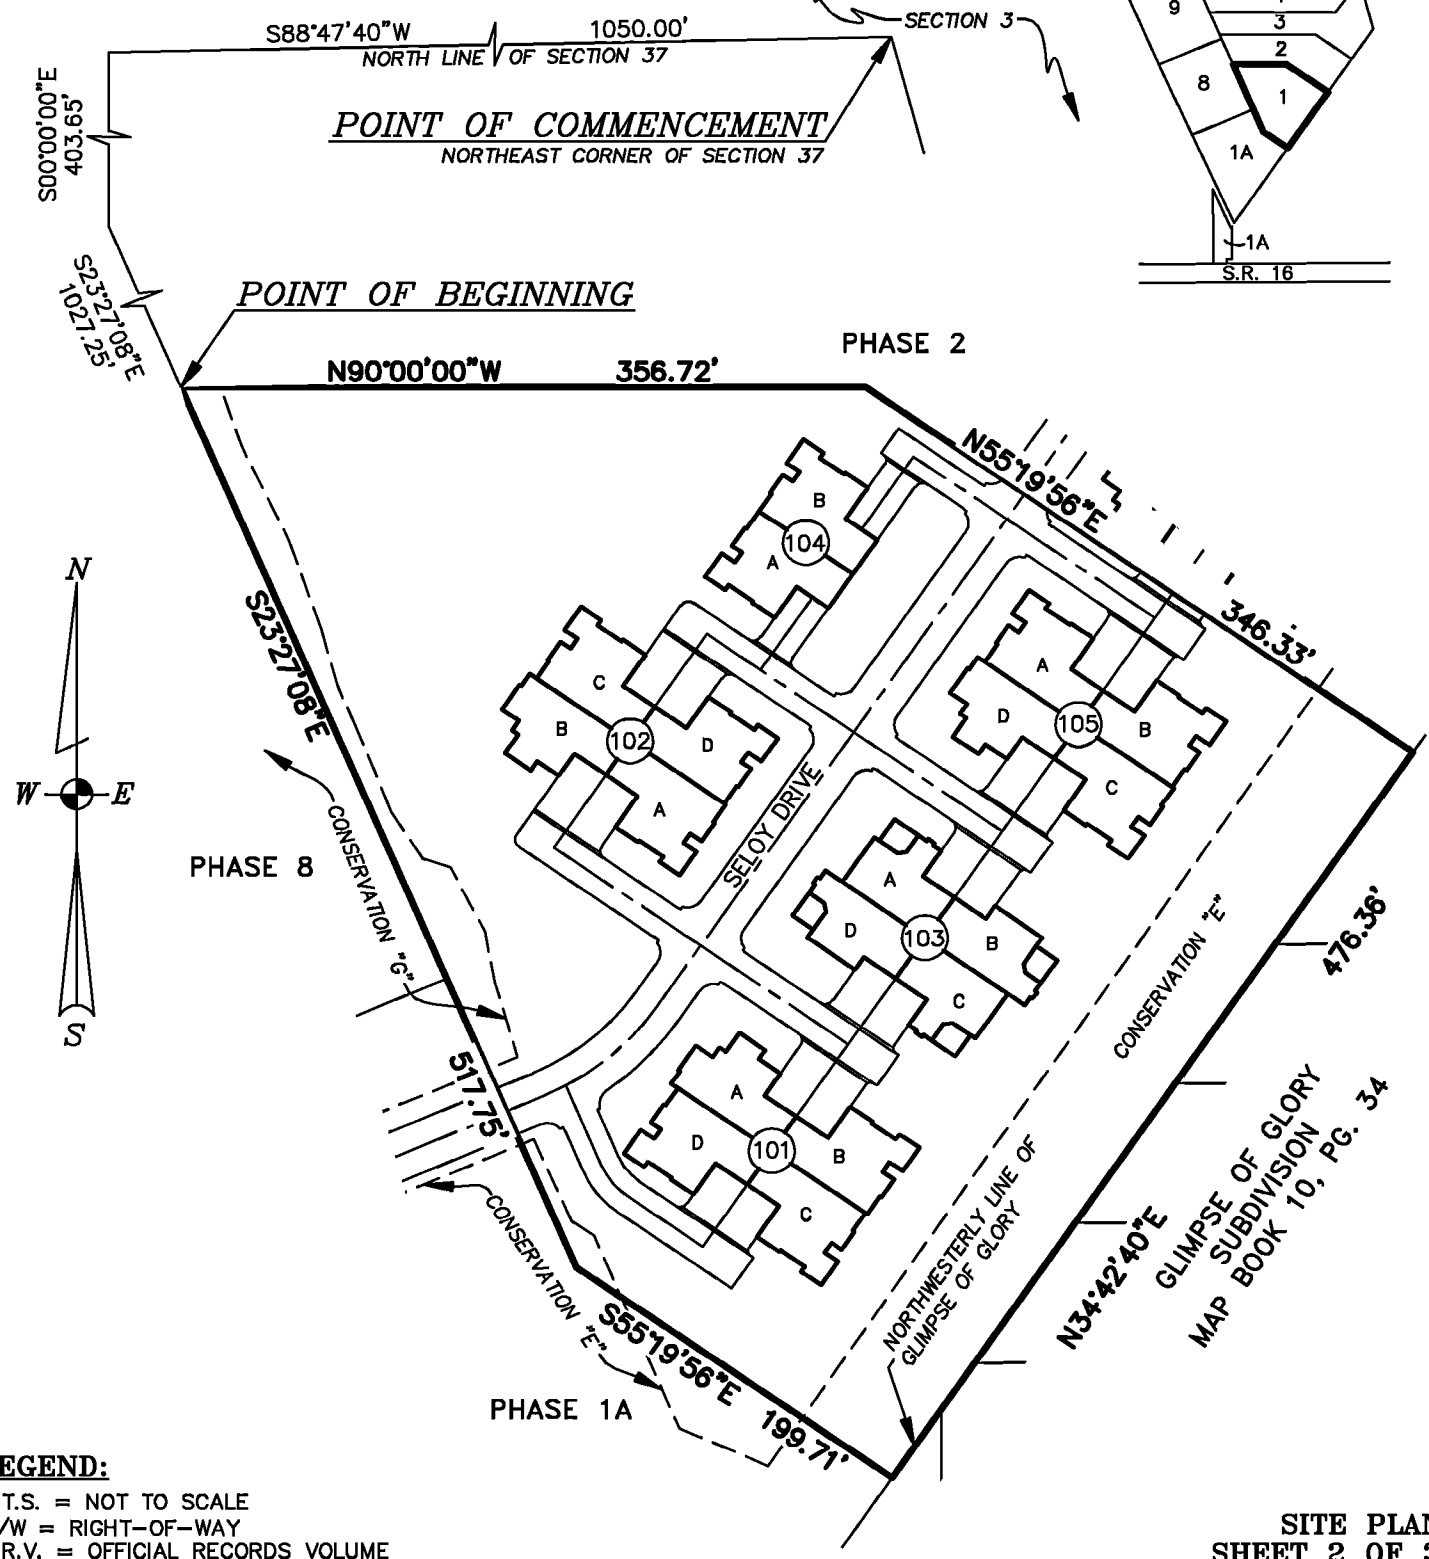 S88°47'40"W 1050.00'
NORTH LINE OF SECTION 37
SECTION 3
9
3
2
8
1
1A
1A
S.R. 16
S00°00'00"E
403.65'
POINT OF COMMENCEMENT
NORTHEAST CORNER OF SECTION 37
S23°27'08"E
1027.25'
POINT OF BEGINNING
PHASE 2
N90°00'00"W 356.72'
N55°19'56"E
346.33'
B
104
A
C
B
102
D
A
A
D
105
B
C
SELOY DRIVE
A
D
103
B
C
A
D
101
B
C
N
W
E
S
S23°27'08"E
517.75'
PHASE 8
CONSERVATION "G"
CONSERVATION "E"
CONSERVATION "E"
476.36'
N34°42'40"E
NORTHWESTERLY LINE OF
GLIMPSE OF GLORY
GLIMPSE OF GLORY
SUBDIVISION
MAP BOOK 10, PG. 34
S55°19'56"E
199.71'
PHASE 1A
EGEND:
T.S. = NOT TO SCALE
/W = RIGHT-OF-WAY
R.V. = OFFICIAL RECORDS VOLUME
SITE PLAN
SHEET 2 OF 3